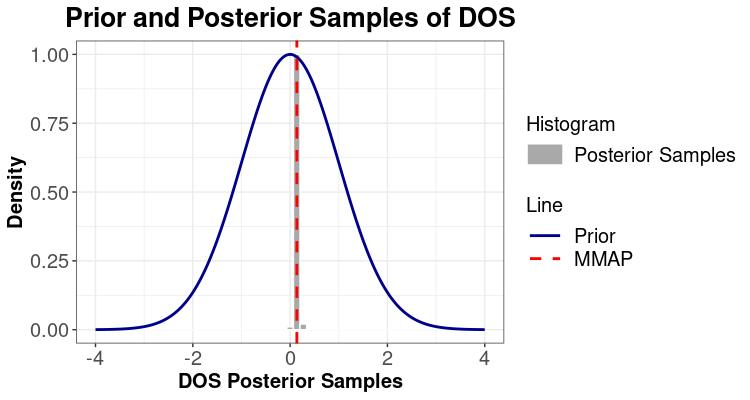 Prior and Posterior Samples of DOS
Density
1.00
0.75
0.50
0.25
0.00
-4
-2
0
2
4
DOS Posterior Samples
Histogram
Posterior Samples
Line
Prior
MMAP